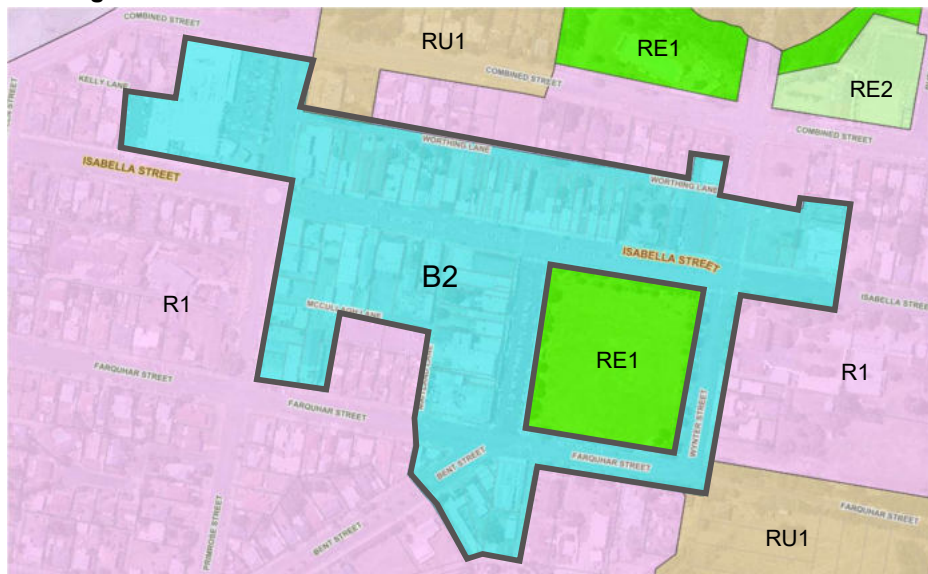 g
COMBINED STREET
RU1
RE1
KELLY LANE
COMBINED STREET
RE2
COMBINED STREET
WORTHING LANE
ISABELLA STREET
WORTHING LANE
ISABELLA STREET
B2
R1
MCCULLAGH LANE
ISABELLA STREE
RE1
R1
FARQUHAR STREET
FARQUHAR STREET
WYNTER STREET
BENT STREET
FARQUHAR STREET
FARQUHAR STREET
PRIMROSE STREET
BENT STREET
RU1